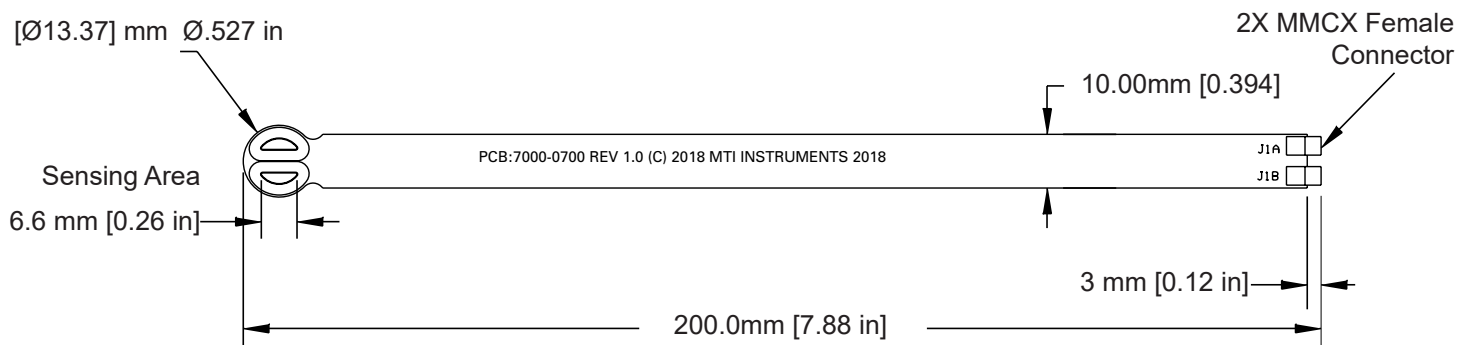 [Ø13.37] mm Ø.527 in
2X MMCX Female
Connector
10.00mm [0.394]
PCB:7000-0700 REV 1.0 (C) 2018 MTI INSTRUMENTS 2018
J1A
J1B
Sensing Area
6.6 mm [0.26 in]
3 mm [0.12 in]
200.0mm [7.88 in]